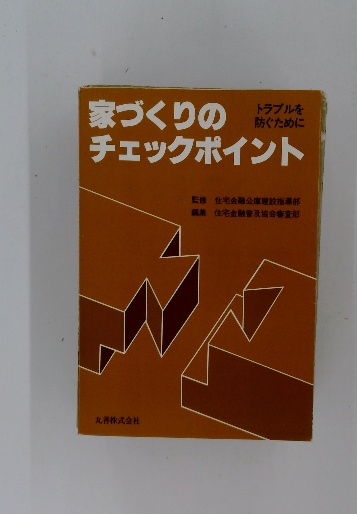 家づくりの
チェックポイント
トラブルを
防ぐために
監修 住宅金融公庫建設指導部
編集 住宅金融普及協会審査部
丸善株式会社